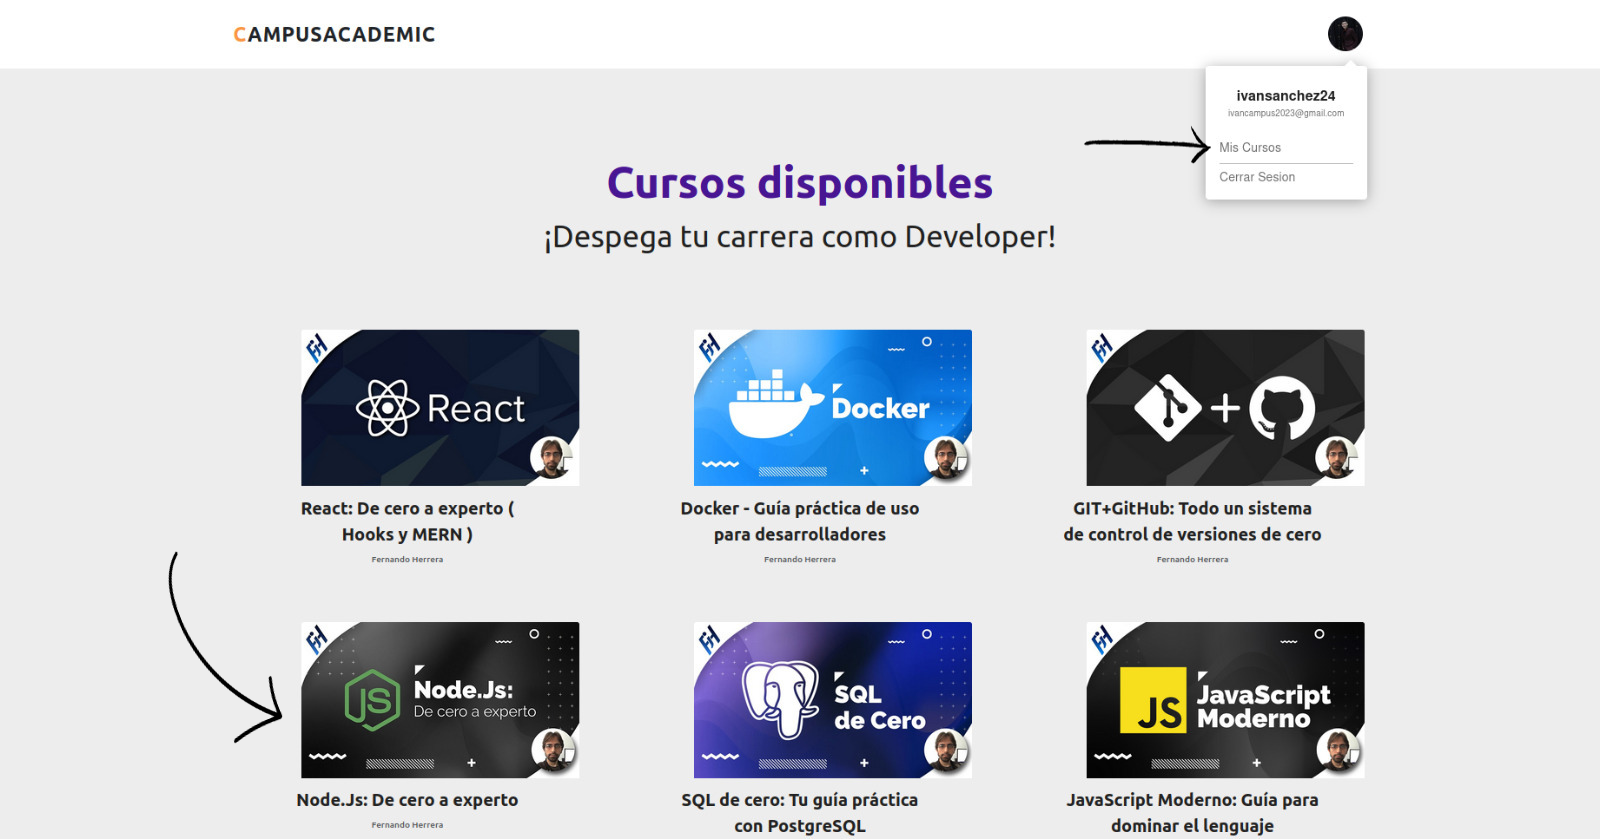 CAMPUSACADEMIC
ivansanchez24
ivancampus2023@gmail.com
Mis Cursos
Cerrar Sesion
Cursos disponibles
¡Despega tu carrera como Developer!
React
Docker
React: De cero a experto (
Hooks y MERN )
Fernando Herrera
Docker - Guía práctica de uso
para desarrolladores
Fernando Herrera
GIT+GitHub: Todo un sistema
de control de versiones de cero
Fernando Herrera
JS
Node.Js:
De cero a experto
SQL
de Cero
JS
JavaScript
Moderno
Node.Js: De cero a experto
Fernando Herrera
SQL de cero: Tu guía práctica
con PostgreSQL
JavaScript Moderno: Guía para
dominar el lenguaje